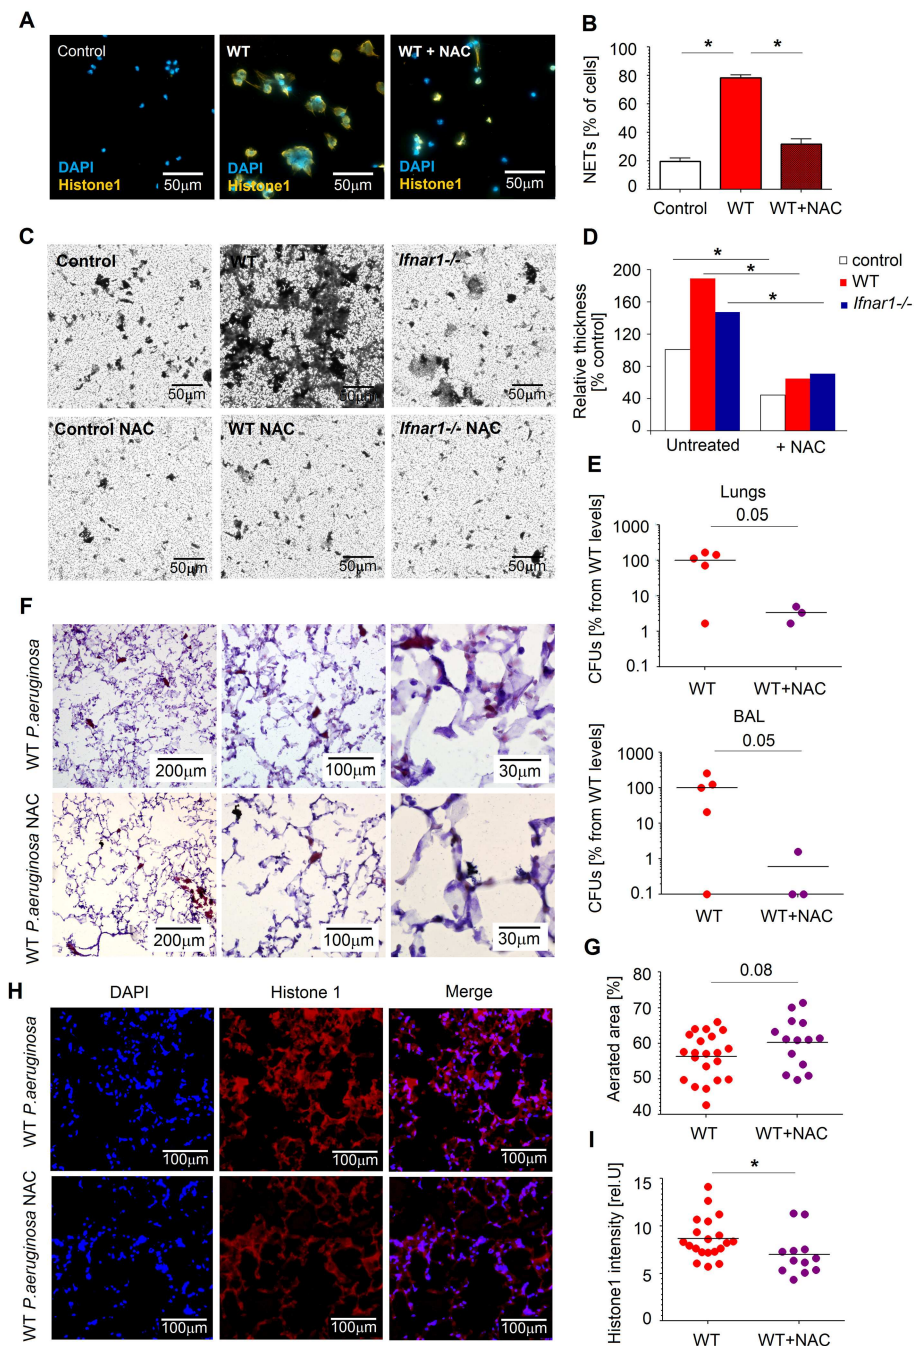 A
Control
DAPI
Histone1
50μm
WT
DAPI
Histone1
50μm
WT + NAC
DAPI
Histone1
50μm
B
NETs [% of cells]
100
80
60
40
20
0
*
*
Control
WT
WT+NAC
C
Control
50μm
WT
50μm
Ifnar1-/-
50μm
Control NAC
50μm
WT NAC
50μm
Ifnar1-/- NAC
50μm
D
Relative thickness
[% control]
200
160
120
80
40
0
*
*
*
control
WT
Ifnar1-/-
Untreated
+ NAC
E
Lungs
0.05
CFUs [% from WT levels]
1000
100
10
1
0.1
WT
WT+NAC
BAL
0.05
CFUs [% from WT levels]
1000
100
10
1
0.1
WT
WT+NAC
F
WT P.aeruginosa
200μm
100μm
30μm
WT P.aeruginosa NAC
200μm
100μm
30μm
G
0.08
Aerated area [%]
80
70
60
50
40
WT
WT+NAC
H
DAPI
Histone 1
Merge
WT P.aeruginosa
100μm
100μm
100μm
WT P.aeruginosa NAC
100μm
100μm
100μm
I
*
Histone1 intensity [rel.U]
15
10
5
0
WT
WT+NAC